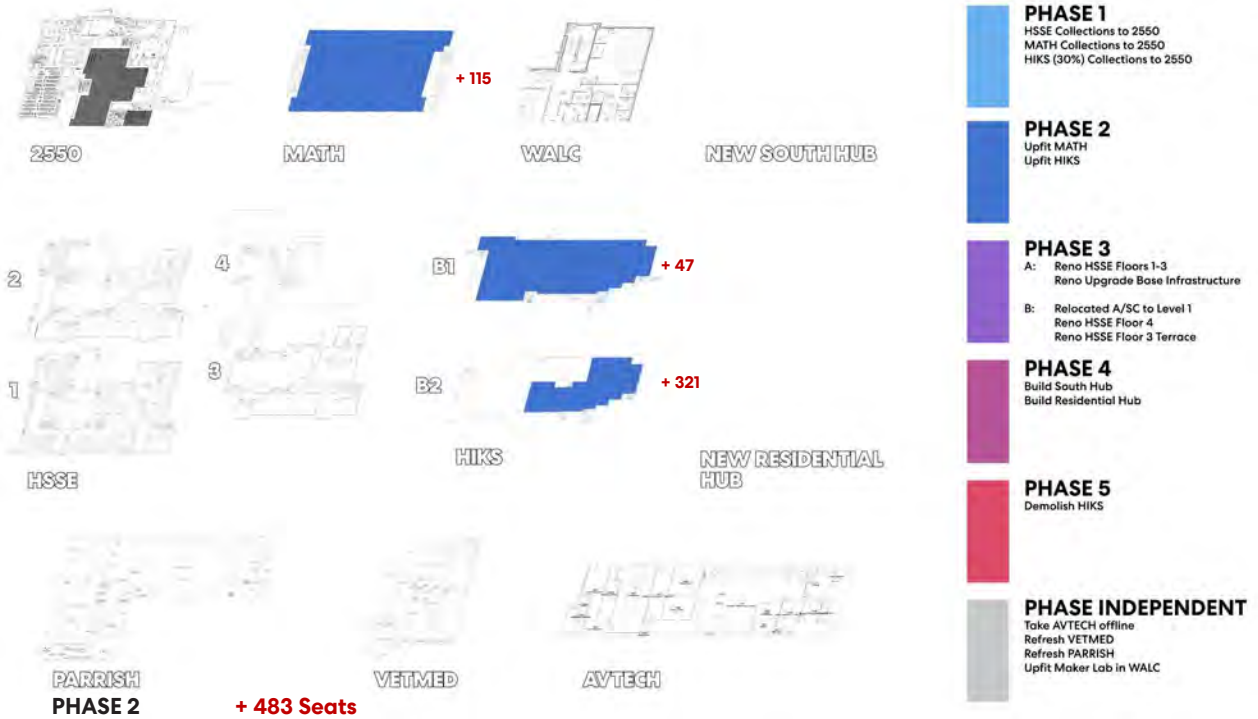 + 115
2550
MATH
WALC
NEW SOUTH HUB
2
4
B1
+ 47
1
3
B2
+ 321
HSSE
HIKS
NEW RESIDENTIAL
HUB
PARRISH
VETMED
AVTECH
PHASE 2
+ 483 Seats
PHASE 1
HSSE Collections to 2550
MATH Collections to 2550
HIKS (30%) Collections to 2550
PHASE 2
Upfit MATH
Upfit HIKS
PHASE 3
A: Reno HSSE Floors 1-3
Reno Upgrade Base Infrastructure
B: Relocated A/SC to Level 1
Reno HSSE Floor 4
Reno HSSE Floor 3 Terrace
PHASE 4
Build South Hub
Build Residential Hub
PHASE 5
Demolish HIKS
PHASE INDEPENDENT
Take AVTECH offline
Refresh VETMED
Refresh PARRISH
Upfit Maker Lab in WALC